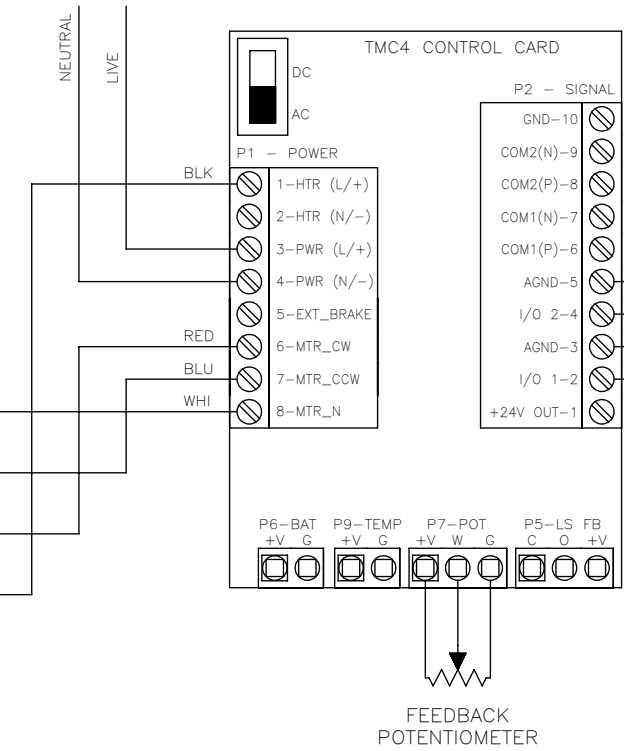 NEUTRAL
LIVE
TMC4 CONTROL CARD
DC
AC
P1 - POWER
P2 - SIGNAL
BLK
1-HTR (L/+)
2-HTR (N/-)
3-PWR (L/+)
4-PWR (N/-)
5-EXT_BRAKE
RED
6-MTR_CW
BLU
7-MTR_CCW
WHI
8-MTR_N
GND-10
COM2(N)-9
COM2(P)-8
COM1(N)-7
COM1(P)-6
AGND-5
I/O 2-4
AGND-3
I/O 1-2
+24V OUT-1
P6-BAT P9-TEMP P7-POT P5-LS FB
+V G +V G +V W G C O +V
FEEDBACK
POTENTIOMETER